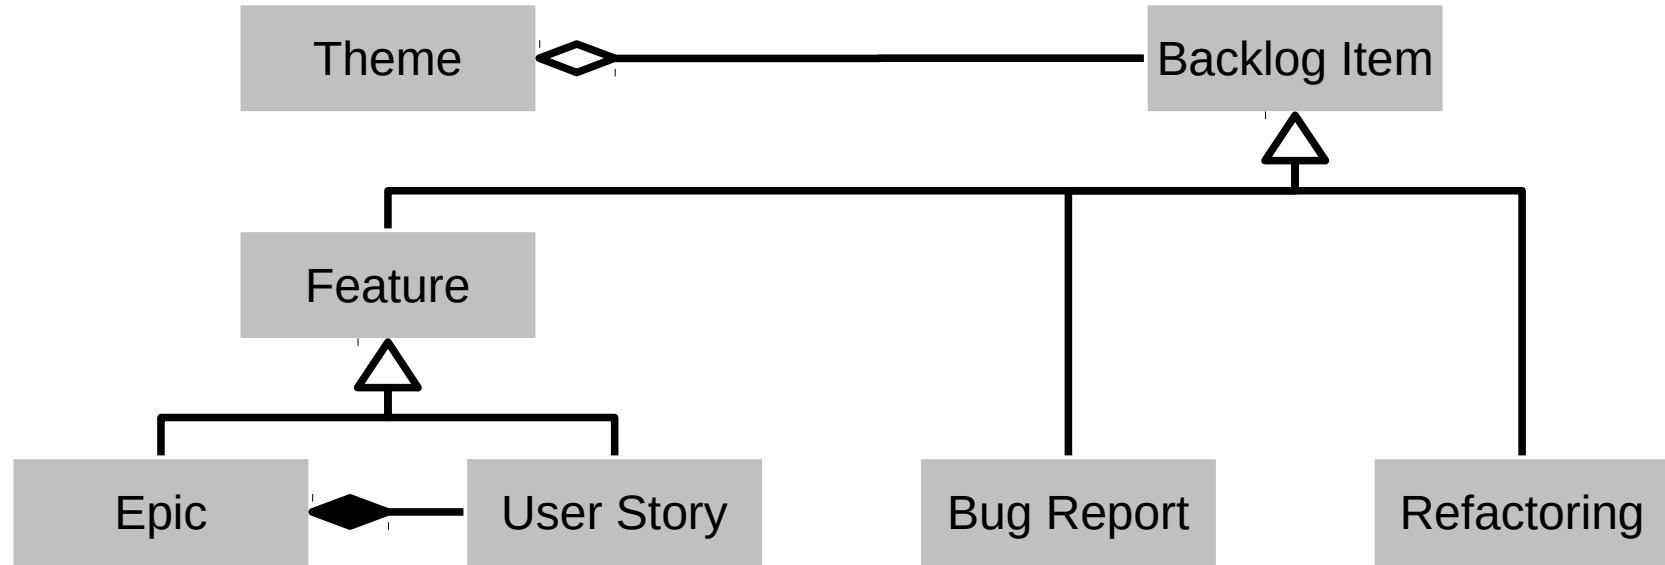 Theme
Backlog Item
Feature
Epic
User Story
Bug Report
Refactoring